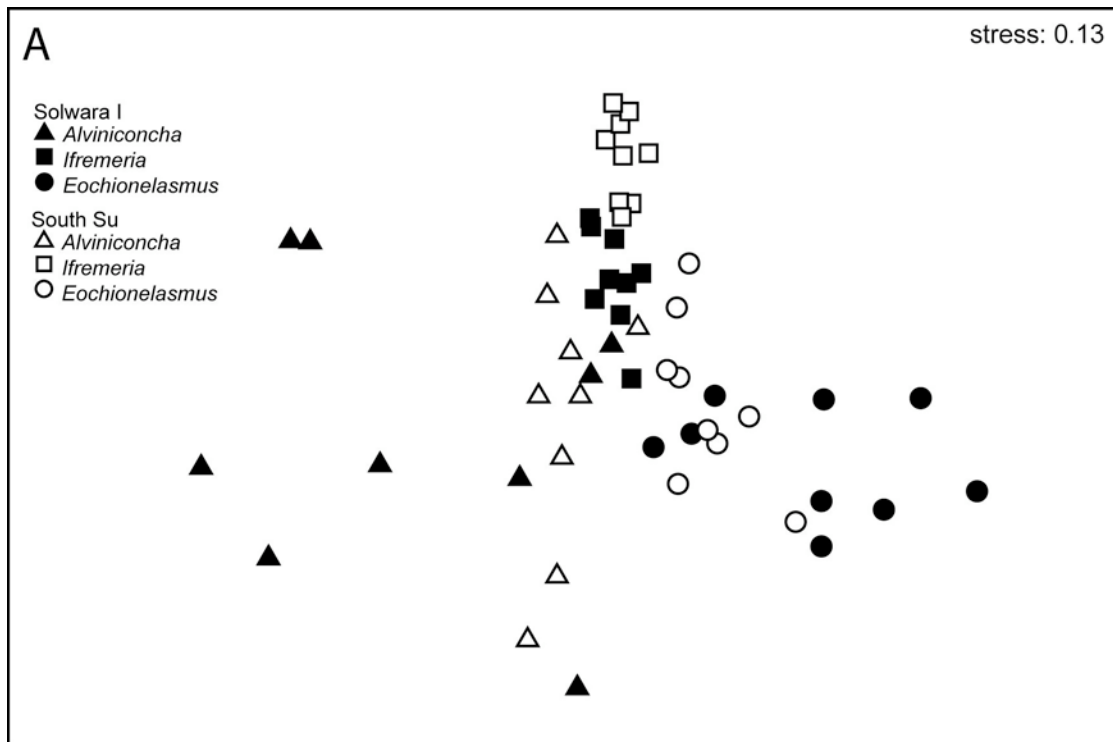 A
stress: 0.13
Solwara I
Alviniconcha
Ifremeria
Eochionelasmus
South Su
Alviniconcha
Ifremeria
Eochionelasmus